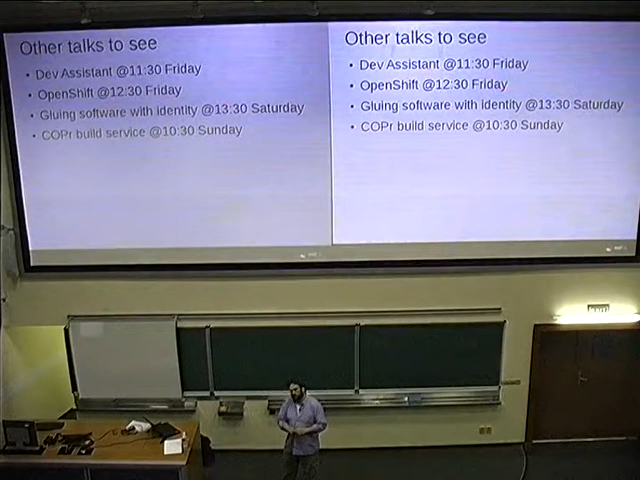 Other talks to see
• Dev Assistant @11:30 Friday
• OpenShift @12:30 Friday
• Gluing software with identity @13:30 Saturday
• COPr build service @10:30 Sunday
Other talks to see
• Dev Assistant @11:30 Friday
• OpenShift @12:30 Friday
• Gluing software with identity @13:30 Saturday
• COPr build service @10:30 Sunday